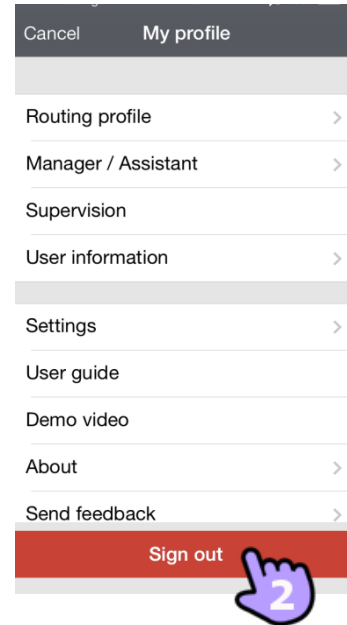 Cancel My profile
Routing profile
Manager / Assistant
Supervision
User information
Settings
User guide
Demo video
About
Send feedback
Sign out
2